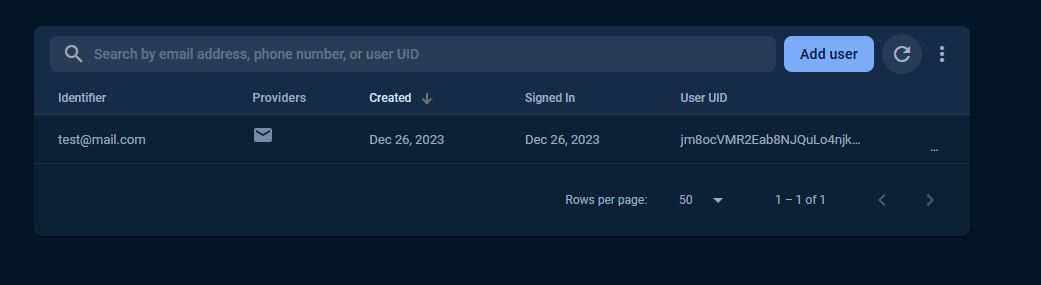 Search by email address, phone number, or user UID
Add user
Identifier Providers Created Signed In User UID
test@mail.com Dec 26, 2023 Dec 26, 2023 jm8ocVMR2Eab8NJQuLo4njk... ...
Rows per page: 50 1 – 1 of 1